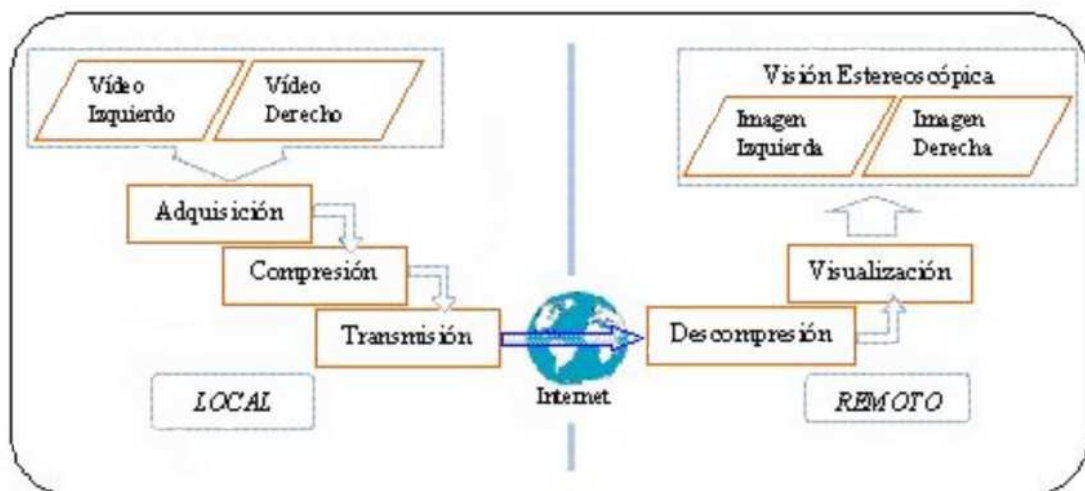 Vídeo
Izquierdo
Vídeo
Derecho
Adquisición
Compresión
Transmisión
LOCAL
Internet
Visión Estereoscópica
Imagen
Izquierda
Imagen
Derecha
Visualización
Descompresión
REMOTO